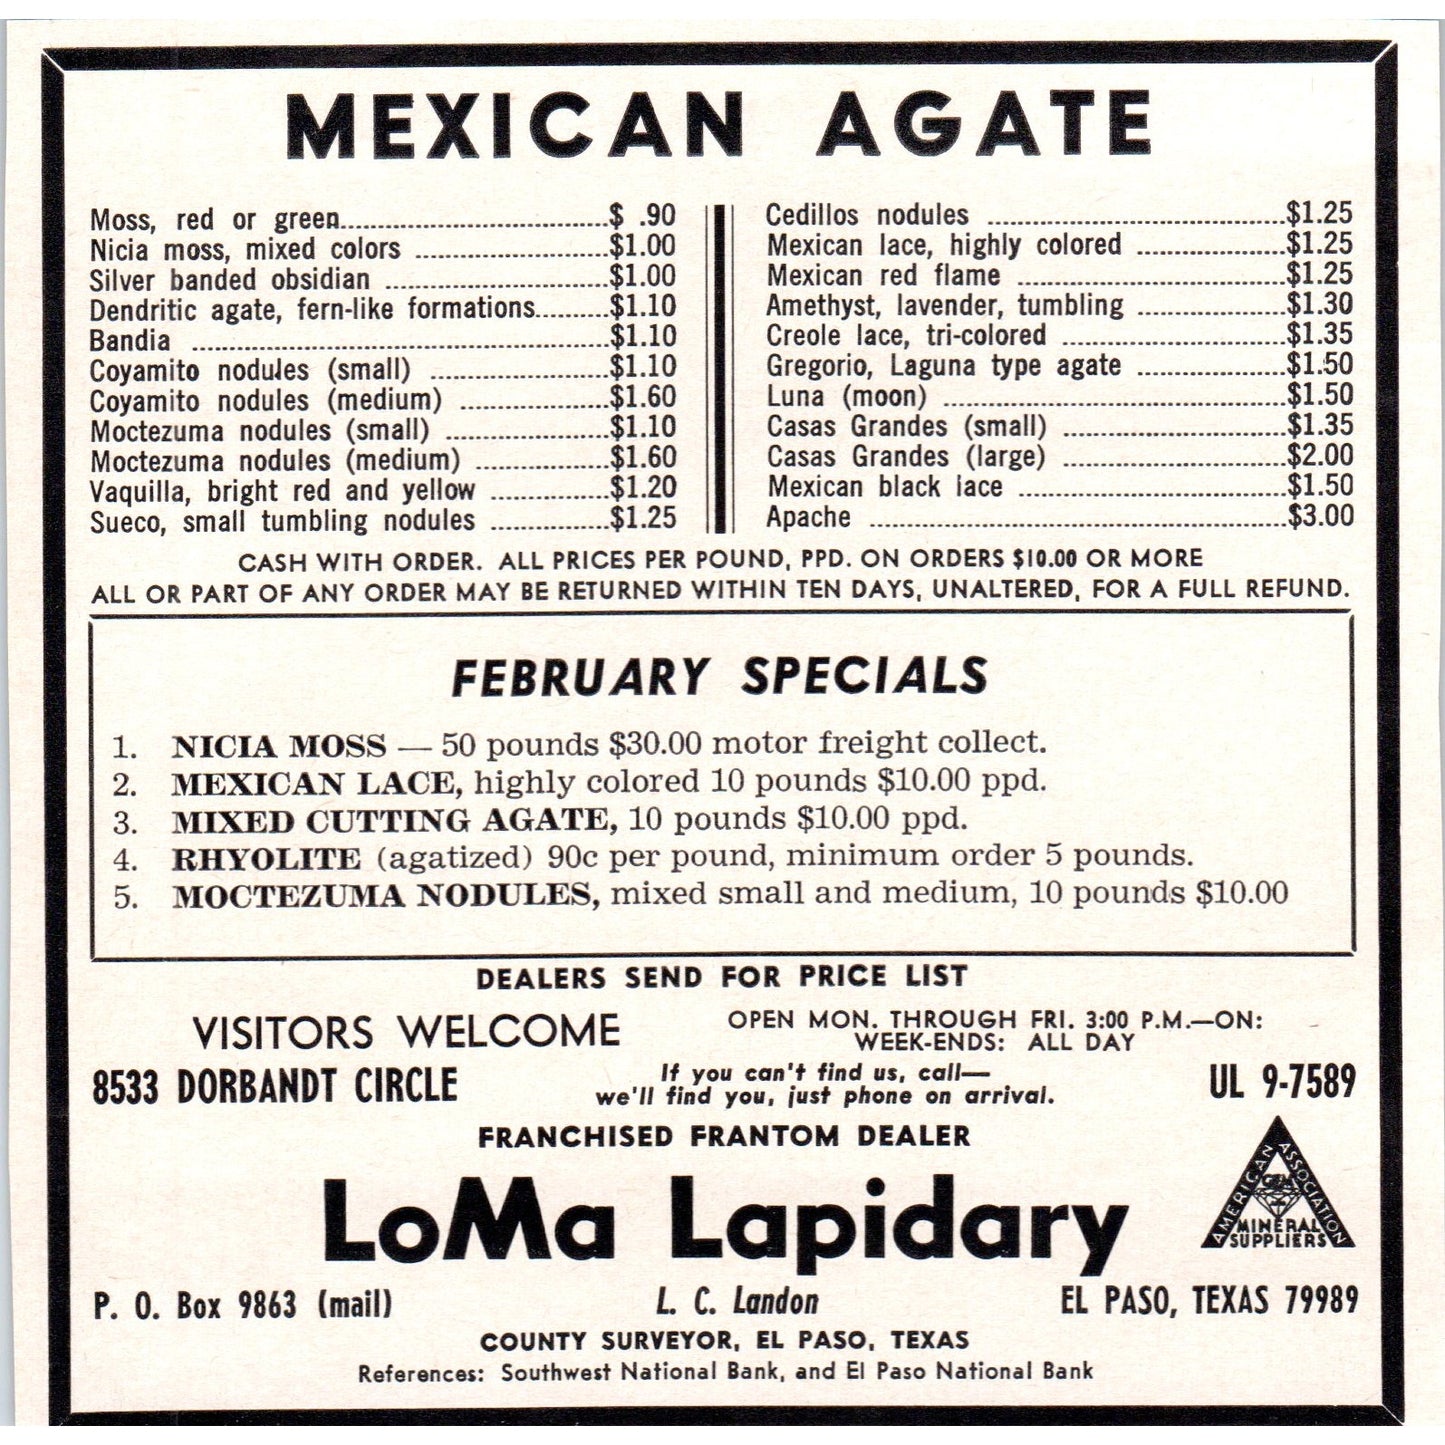 MEXICAN AGATE
Moss, red or green $ .90
Nicia moss, mixed colors $1.00
Silver banded obsidian $1.00
Dendritic agate, fern-like formations $1.10
Bandia $1.10
Coyamito nodules (small) $1.10
Coyamito nodules (medium) $1.60
Moctezuma nodules (small) $1.10
Moctezuma nodules (medium) $1.60
Vaquilla, bright red and yellow $1.20
Sueco, small tumbling nodules $1.25
Cedillos nodules $1.25
Mexican lace, highly colored $1.25
Mexican red flame $1.25
Amethyst, lavender, tumbling $1.30
Creole lace, tri-colored $1.35
Gregorio, Laguna type agate $1.50
Luna (moon) $1.50
Casas Grandes (small) $1.35
Casas Grandes (large) $2.00
Mexican black lace $1.50
Apache $3.00
CASH WITH ORDER. ALL PRICES PER POUND, PPD. ON ORDERS $10.00 OR MORE
ALL OR PART OF ANY ORDER MAY BE RETURNED WITHIN TEN DAYS, UNALTERED, FOR A FULL REFUND.
FEBRUARY SPECIALS
1. NICIA MOSS — 50 pounds $30.00 motor freight collect.
2. MEXICAN LACE, highly colored 10 pounds $10.00 ppd.
3. MIXED CUTTING AGATE, 10 pounds $10.00 ppd.
4. RHYOLITE (agatized) 90c per pound, minimum order 5 pounds.
5. MOCTEZUMA NODULES, mixed small and medium, 10 pounds $10.00
DEALERS SEND FOR PRICE LIST
VISITORS WELCOME
OPEN MON. THROUGH FRI. 3:00 P.M.—ON:
WEEK-ENDS: ALL DAY
8533 DORBANDT CIRCLE
If you can't find us, call—
we'll find you, just phone on arrival.
UL 9-7589
FRANCHISED FRANTOM DEALER
LoMa Lapidary
AMERICAN ASSOCIATION
GEM
MINERAL
SUPPLIERS
P. O. Box 9863 (mail)
L. C. Landon
EL PASO, TEXAS 79989
COUNTY SURVEYOR, EL PASO, TEXAS
References: Southwest National Bank, and El Paso National Bank